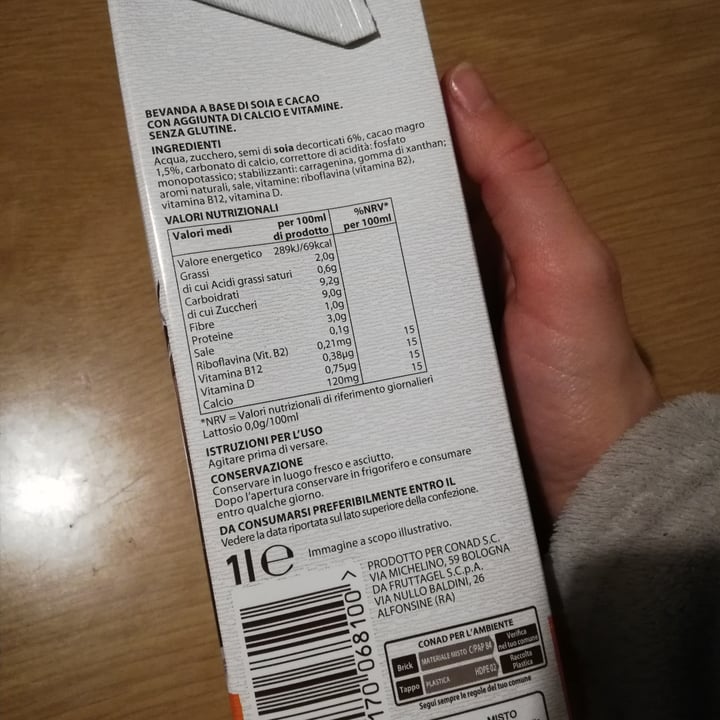 BEVANDA A BASE DI SOIA E CACAO
CON AGGIUNTA DI CALCIO E VITAMINE.
SENZA GLUTINE.
INGREDIENTI
Acqua, zucchero, semi di soia decorticati 6%, cacao magro
1,5%, carbonato di calcio, correttore di acidità: fosfato
monopotassico; stabilizzanti: carragenina, gomma di xanthan;
aromi naturali, sale, vitamine: riboflavina (vitamina B2),
vitamina B12, vitamina D.
VALORI NUTRIZIONALI
Valori medi per 100ml di prodotto %NRV* per 100ml
Valore energetico 289kJ/69kcal
Grassi 2,0g
di cui Acidi grassi saturi 0,6g
Carboidrati 9,2g
di cui Zuccheri 9,0g
Fibre 1,0g
Proteine 3,0g
Sale 0,1g
Riboflavina (Vit. B2) 0,21mg 15
Vitamina B12 0,38µg 15
Vitamina D 0,75µg 15
Calcio 120mg 15
*NRV = Valori nutrizionali di riferimento giornalieri
Lattosio 0,0g/100ml
ISTRUZIONI PER L'USO
Agitare prima di versare.
CONSERVAZIONE
Conservare in luogo fresco e asciutto.
Dopo l'apertura conservare in frigorifero e consumare
entro qualche giorno.
DA CONSUMARSI PREFERIBILMENTE ENTRO IL
Vedere la data riportata sul lato superiore della confezione.
1l e Immagine a scopo illustrativo.
PRODOTTO PER CONAD S.C.
VIA MICHELINO, 59 BOLOGNA
DA FRUTTAGEL S.C.p.A.
VIA NULLO BALDINI, 26
ALFONSINE (RA)
170 068100 >
CONAD PER L'AMBIENTE
Brick MATERIALE MISTO C/PAP 84 Verifica nel tuo comune
Tappo PLASTICA HDPE 02 Raccolta Plastica
Segui sempre le regole del tuo comune
MISTO